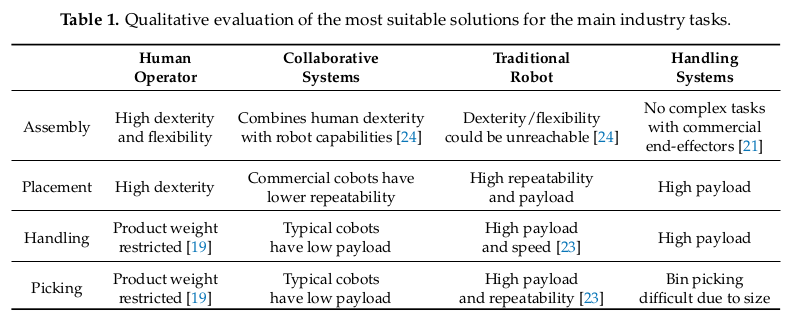 Table 1. Qualitative evaluation of the most suitable solutions for the main industry tasks.
Human Operator Collaborative Systems Traditional Robot Handling Systems
Assembly High dexterity and flexibility Combines human dexterity with robot capabilities [24] Dexterity/flexibility could be unreachable [24] No complex tasks with commercial end-effectors [21]
Placement High dexterity Commercial cobots have lower repeatability High repeatability and payload High payload
Handling Product weight restricted [19] Typical cobots have low payload High payload and speed [23] High payload
Picking Product weight restricted [19] Typical cobots have low payload High payload and repeatability [23] Bin picking difficult due to size